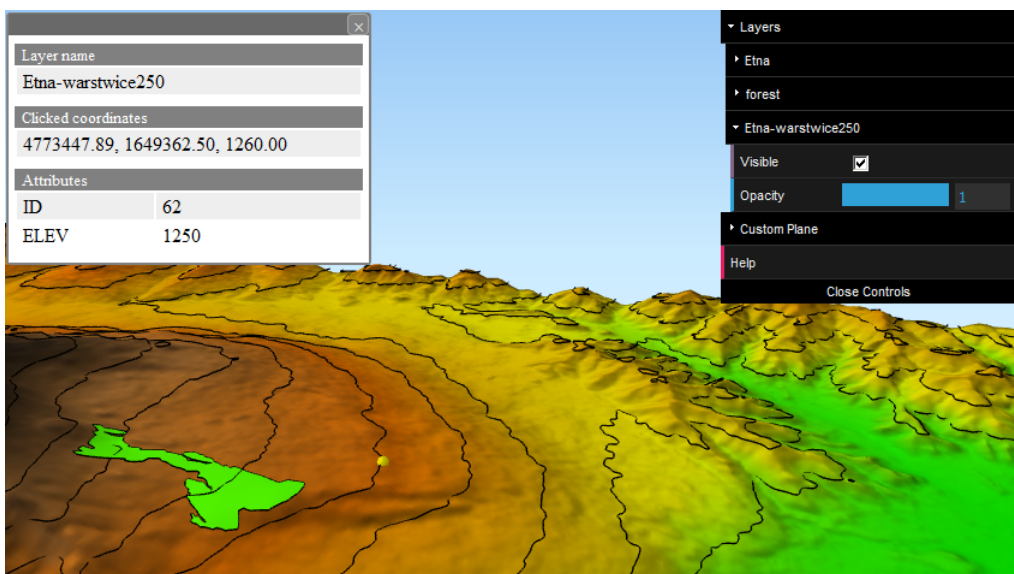 Layer name
Etna-warstwice250
Clicked coordinates
4773447.89, 1649362.50, 1260.00
Attributes
ID 62
ELEV 1250
Layers
Etna
forest
Etna-warstwice250
Visible
Opacity 1
Custom Plane
Help
Close Controls